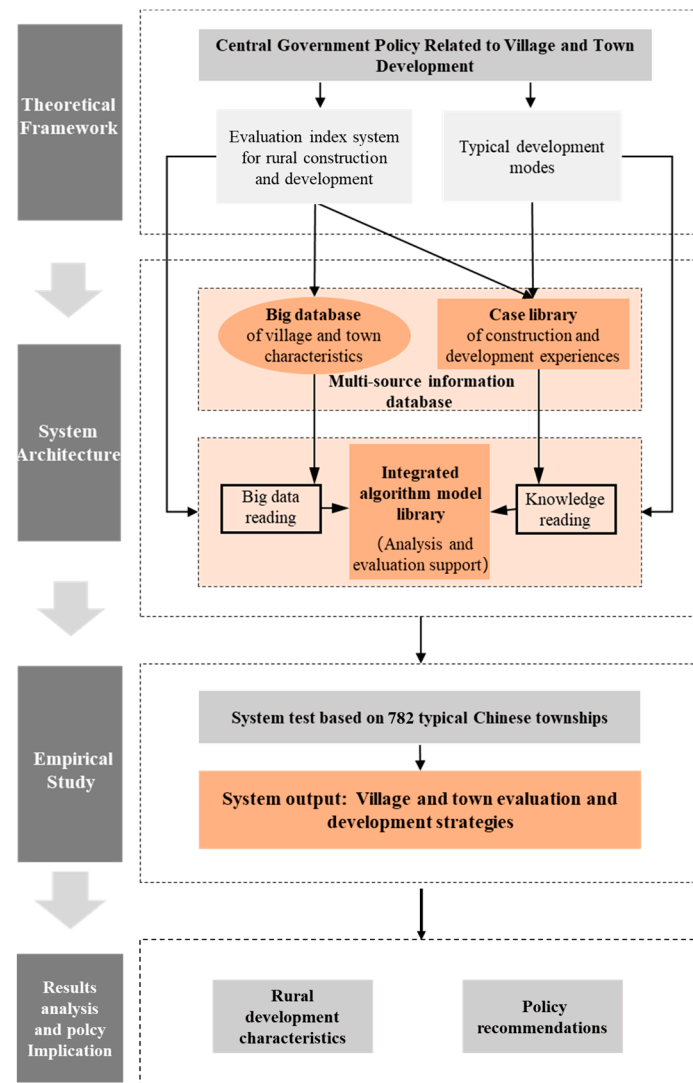 Theoretical
Framework
Central Government Policy Related to Village and Town
Development
Evaluation index system
for rural construction
and development
Typical development
modes
System
Architecture
Big database
of village and town
characteristics
Case library
of construction and
development experiences
Multi-source information
database
Big data
reading
Integrated
algorithm model
library
(Analysis and
evaluation support)
Knowledge
reading
Empirical
Study
System test based on 782 typical Chinese townships
System output: Village and town evaluation and
development strategies
Results
analysis
and polcy
Implication
Rural
development
characteristics
Policy
recommendations